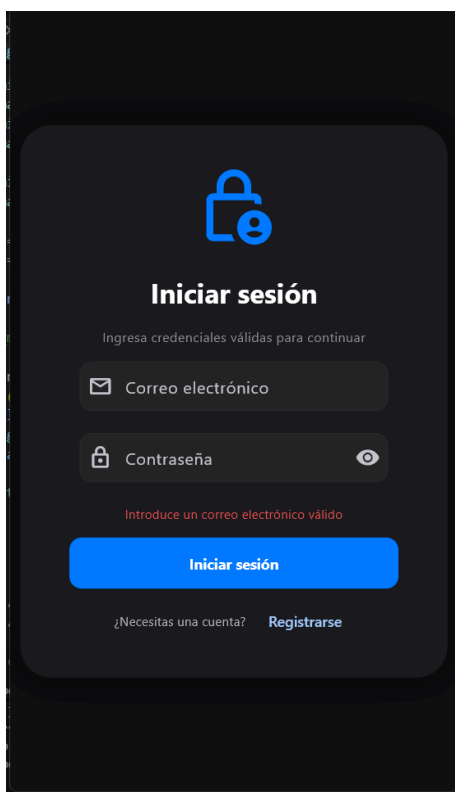 Iniciar sesión
Ingresa credenciales válidas para continuar
Correo electrónico
Contraseña
Introduce un correo electrónico válido
Iniciar sesión
¿Necesitas una cuenta? Registrarse